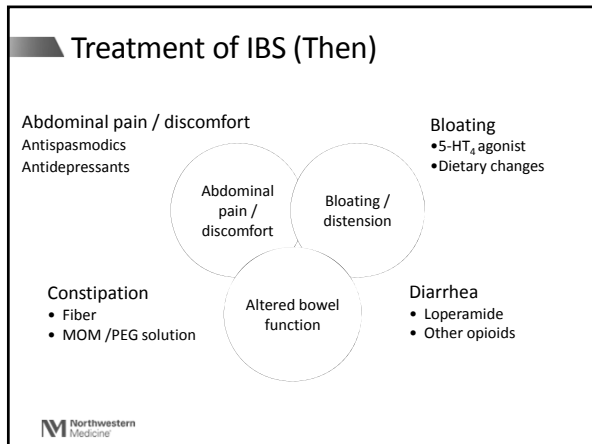 Treatment of IBS (Then)
Abdominal pain / discomfort
Antispasmodics
Antidepressants
Bloating
•5-HT₄ agonist
•Dietary changes
Abdominal
pain /
discomfort
Bloating /
distension
Altered bowel
function
Constipation
• Fiber
• MOM /PEG solution
Diarrhea
• Loperamide
• Other opioids
NM Northwestern
Medicine®